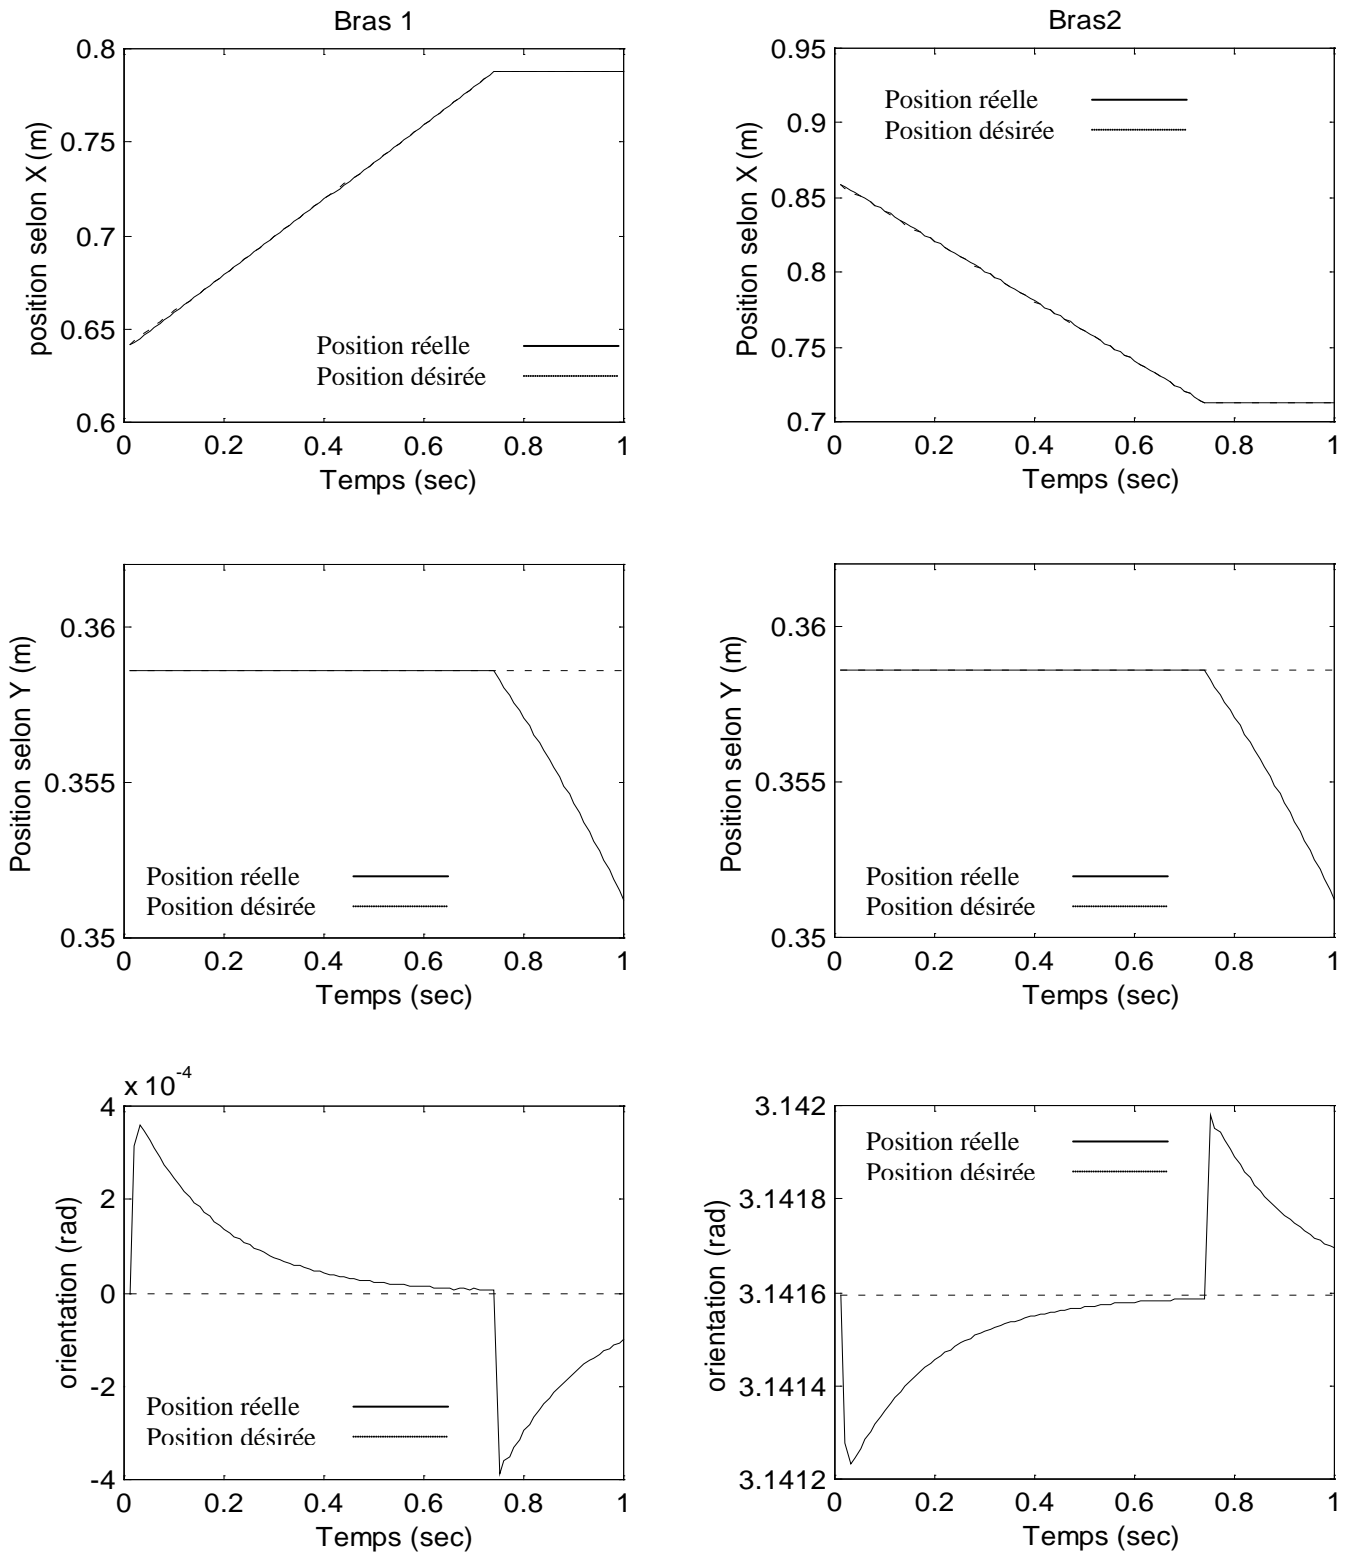 Bras 1
0.8
0.75
0.7
0.65
0.6
position selon X (m)
Position réelle
Position désirée
0 0.2 0.4 0.6 0.8 1
Temps (sec)
Bras2
0.95
0.9
0.85
0.8
0.75
0.7
Position selon X (m)
Position réelle
Position désirée
0 0.2 0.4 0.6 0.8 1
Temps (sec)
0.36
0.355
0.35
Position selon Y (m)
Position réelle
Position désirée
0 0.2 0.4 0.6 0.8 1
Temps (sec)
0.36
0.355
0.35
Position selon Y (m)
Position réelle
Position désirée
0 0.2 0.4 0.6 0.8 1
Temps (sec)
x 10-4
4
2
0
-2
-4
orientation (rad)
Position réelle
Position désirée
0 0.2 0.4 0.6 0.8 1
Temps (sec)
3.142
3.1418
3.1416
3.1414
3.1412
orientation (rad)
Position réelle
Position désirée
0 0.2 0.4 0.6 0.8 1
Temps (sec)